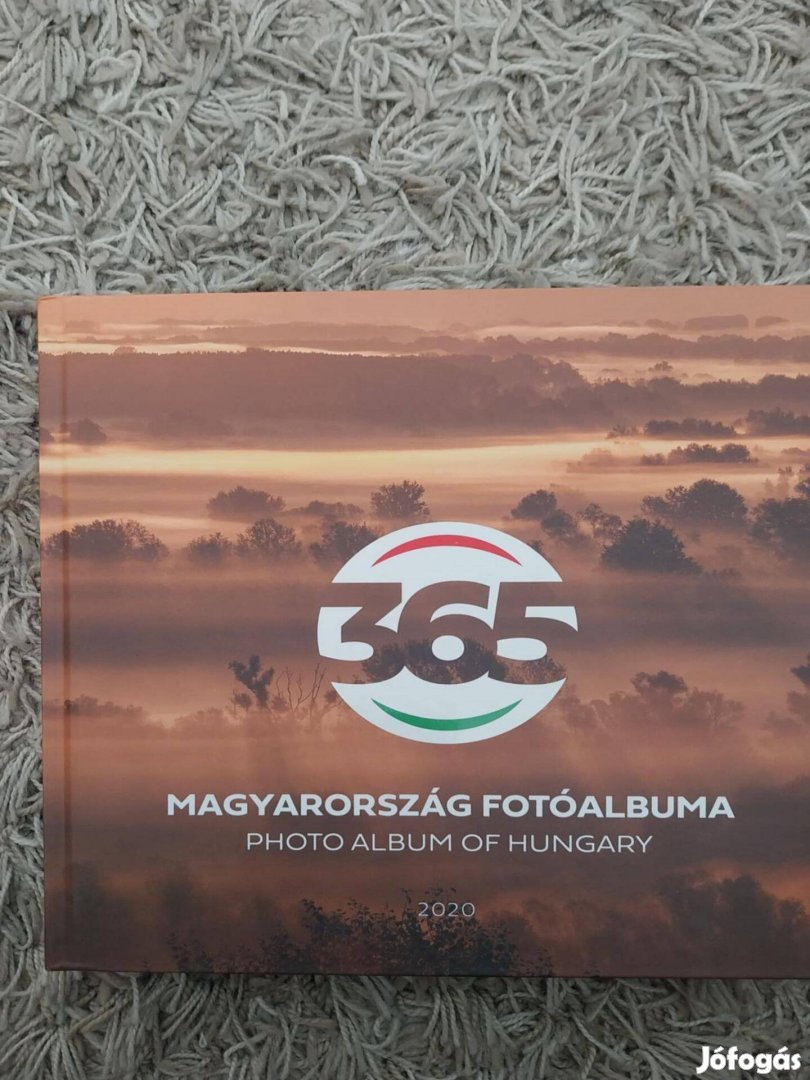 365
MAGYARORSZÁG FOTÓALBUMA
PHOTO ALBUM OF HUNGARY
2020
Jófogás